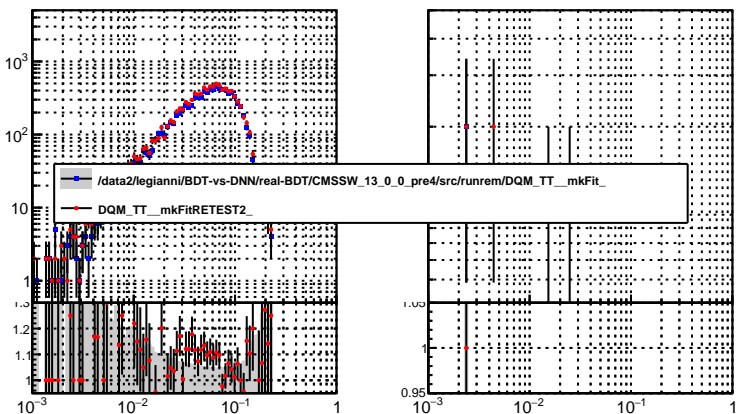 10³
10²
10
1
/data2/legianni/BDT-vs-DNN/real-BDT/CMSSW_13_0_0_pre4/src/runrem/DQM_TT__mkFit_
DQM_TT__mkFitRETEST2_
1.3
1.2
1.1
1
10⁻³ 10⁻² 10⁻¹ 1
1.05
1
0.95
10⁻³ 10⁻² 10⁻¹ 1